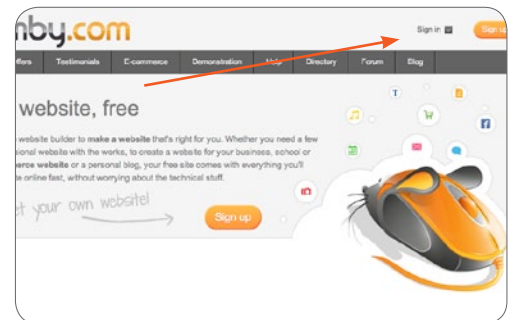 nby.com
Sign in
Sign u
ffers Testimonials E-commerce Demonstration Help Directory Forum Blog
website, free
website builder to make a website that's right for you. Whether you need a few
sional website with the works, to create a website for your business, school or
erce website or a personal blog, your free site comes with everything you'll
te online fast, without worrying about the technical stuff.
et your own website!
Sign up
T
f